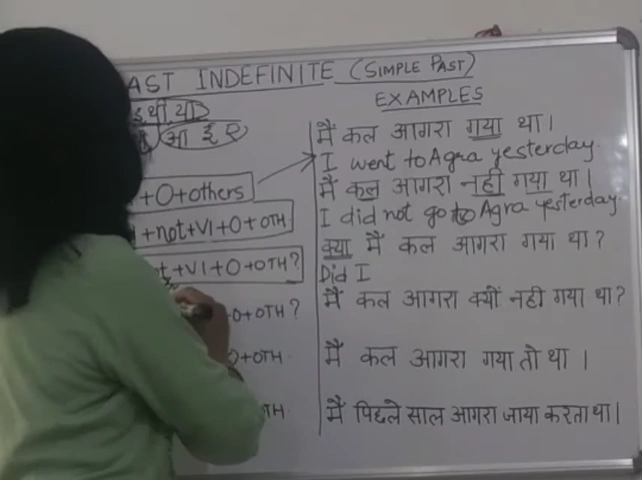 AST INDEFINITE (SIMPLE PAST)
EXAMPLES
थी, या
आ इ ए
+ O + others
+ not + V1 + O + OTH
+ V1 + O + OTH?
O + OTH?
O + OTH
TH
मैं कल आगरा गया था।
I went to Agra yesterday.
मैं कल आगरा नहीं गया था।
I did not go to Agra yesterday.
क्या मैं कल आगरा गया था?
Did I
मैं कल आगरा क्यों नही गया था?
मैं कल आगरा गया तो था।
मैं पिछले साल आगरा जाया करता था।